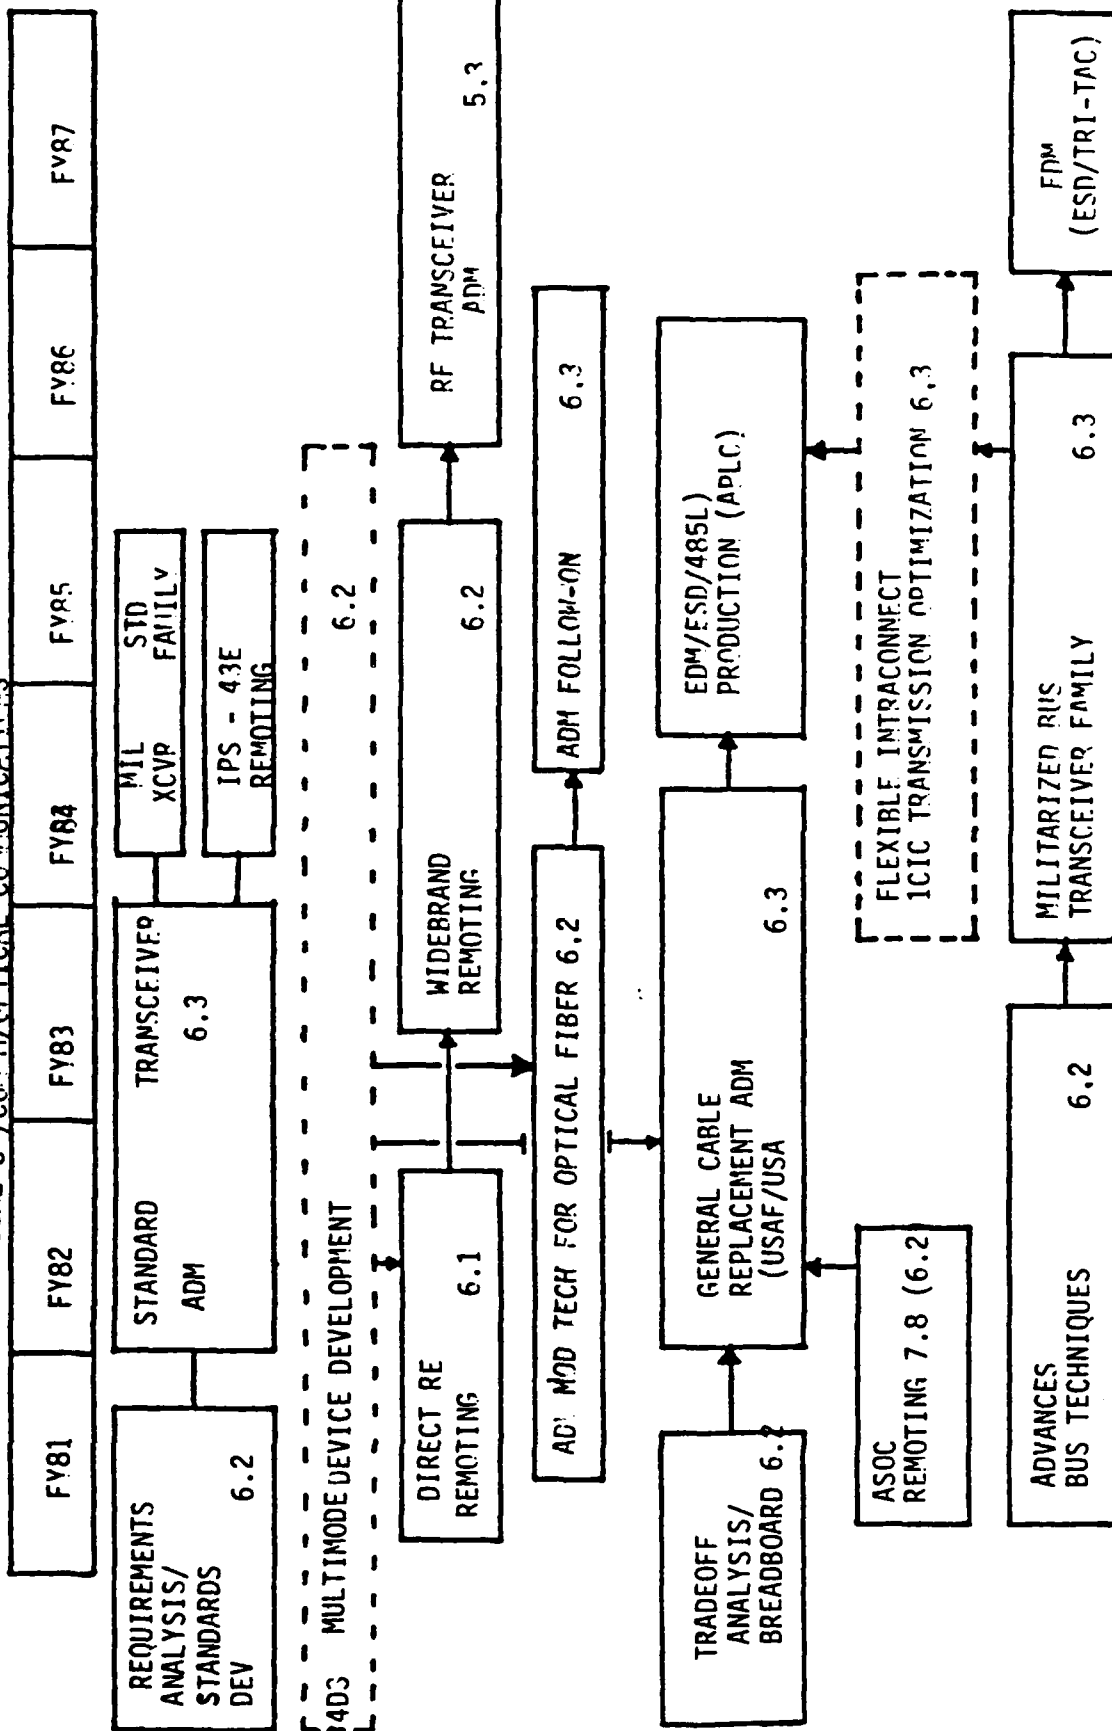 FY81 FY82 FY83 FY84 FY85 FY86 FY87
REQUIREMENTS
ANALYSIS/
STANDARDS
DEV 6.2
STANDARD TRANSCEIVER
ADM 6.3
MIL STD
XCVR FAMILY
IPS - 43E
REMOTING
MULTIMODE DEVICE DEVELOPMENT 6.2
DIRECT RE
REMOTING 6.1
WIDEBRAND
REMOTING 6.2
RF TRANSCEIVER
ADM 5.3
MOD TECH FOR OPTICAL FIBER 6.2
ADM FOLLOW-ON 6.3
TRADEOFF
ANALYSIS/
BREADBOARD 6.2
GENERAL CABLE
REPLACEMENT ADM
(USAF/USA 6.3
EDM/ESD/485L)
PRODUCTION (APLC)
ASOC
REMOTING 7.8 (6.2)
FLEXIBLE INTRACONNECT
1CIC TRANSMISSION OPTIMIZATION 6.3
ADVANCES
BUS TECHNIQUES 6.2
MILITARIZED BUS
TRANSCEIVER FAMILY 6.3
FDM
(ESD/TRI-TAC)